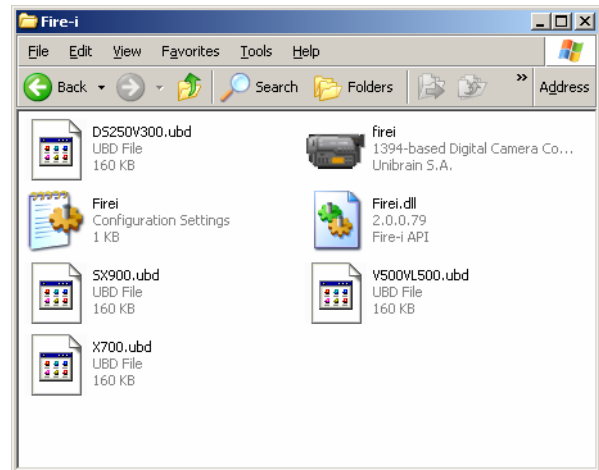 Fire-i
File Edit View Favorites Tools Help
Back Search Folders » Address
DS250V300.ubd
UBD File
160 KB
firei
1394-based Digital Camera Co...
Unibrain S.A.
Firei
Configuration Settings
1 KB
Firei.dll
2.0.0.79
Fire-i API
SX900.ubd
UBD File
160 KB
V500VL500.ubd
UBD File
160 KB
X700.ubd
UBD File
160 KB